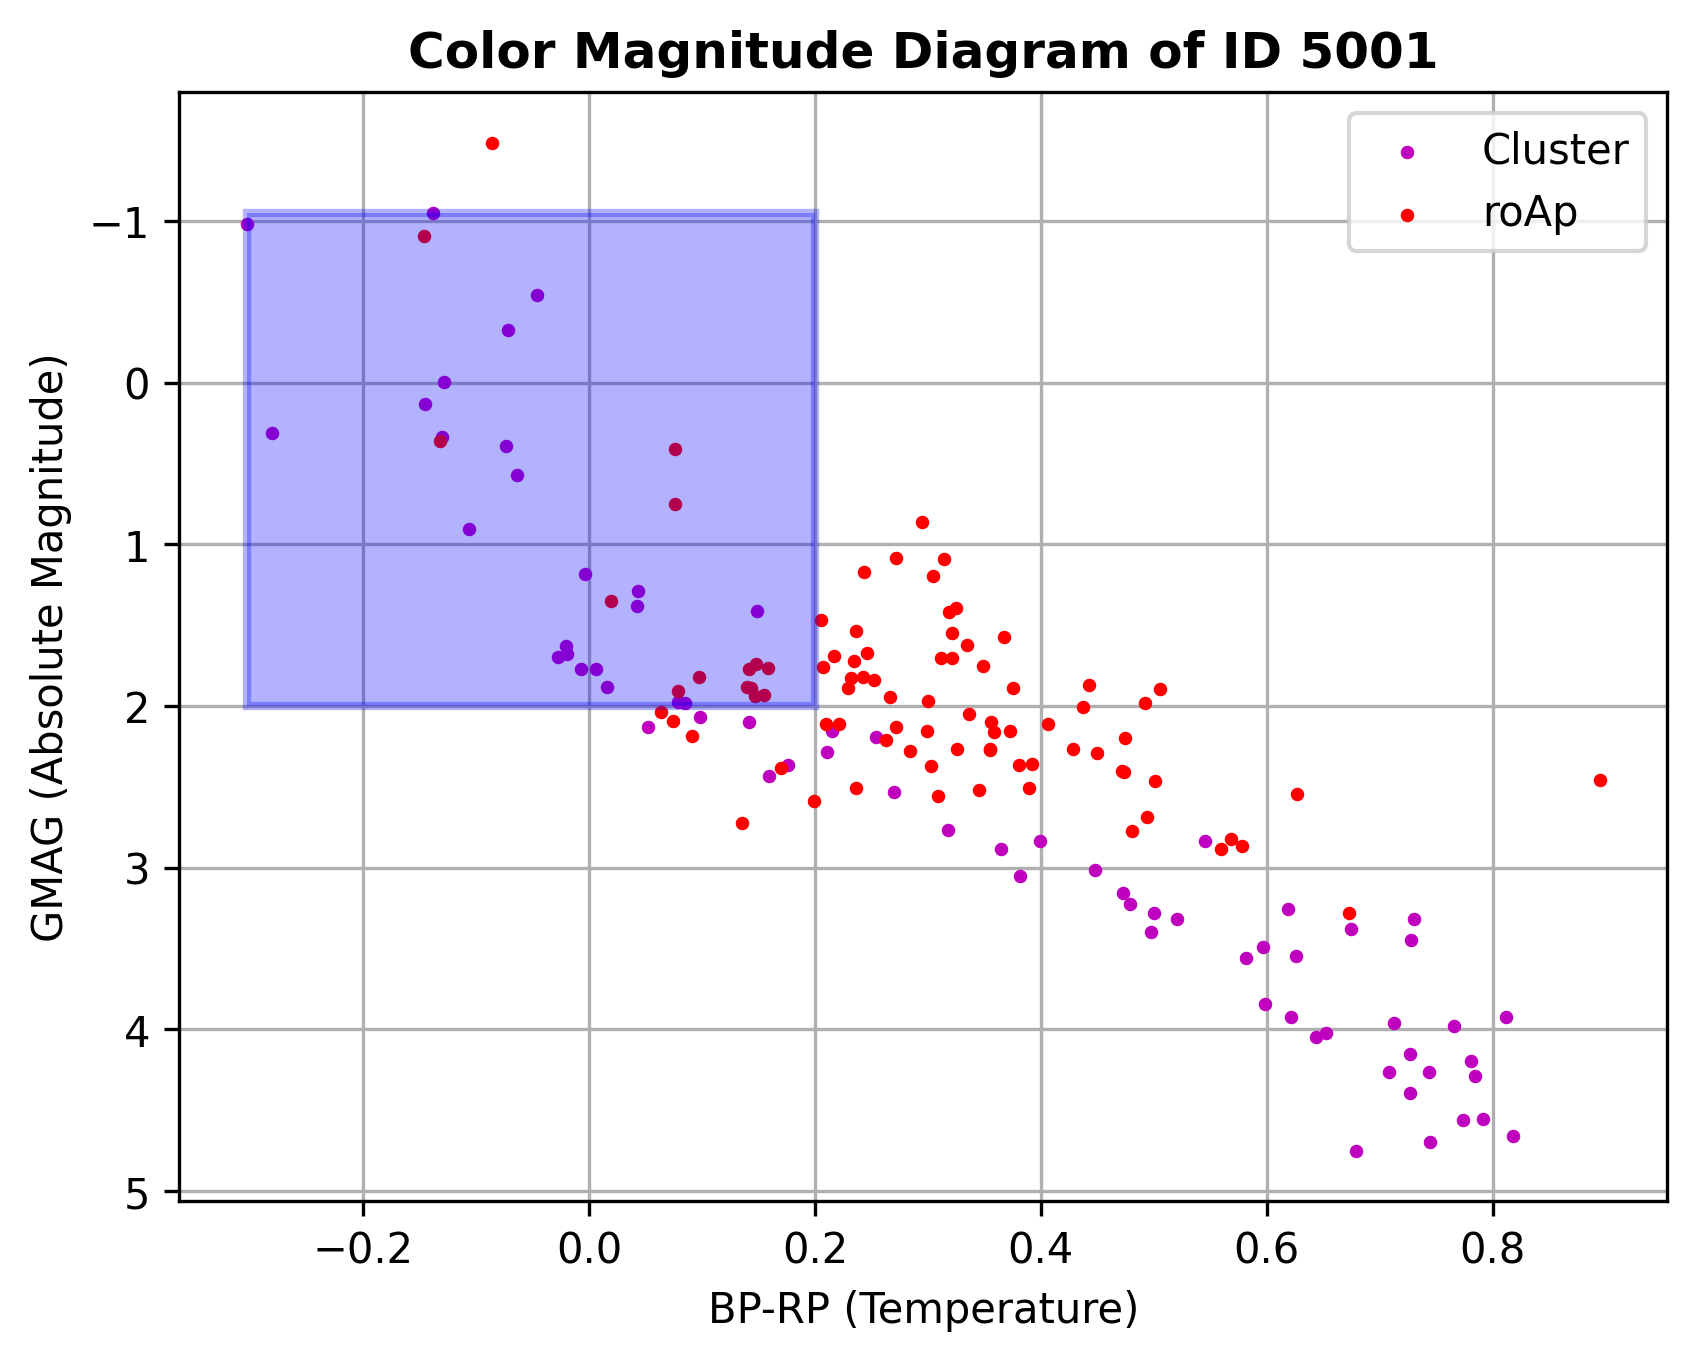 Color Magnitude Diagram of ID 5001
Cluster
roAp
−1
0
1
2
3
4
5
GMAG (Absolute Magnitude)
−0.2 0.0 0.2 0.4 0.6 0.8
BP-RP (Temperature)